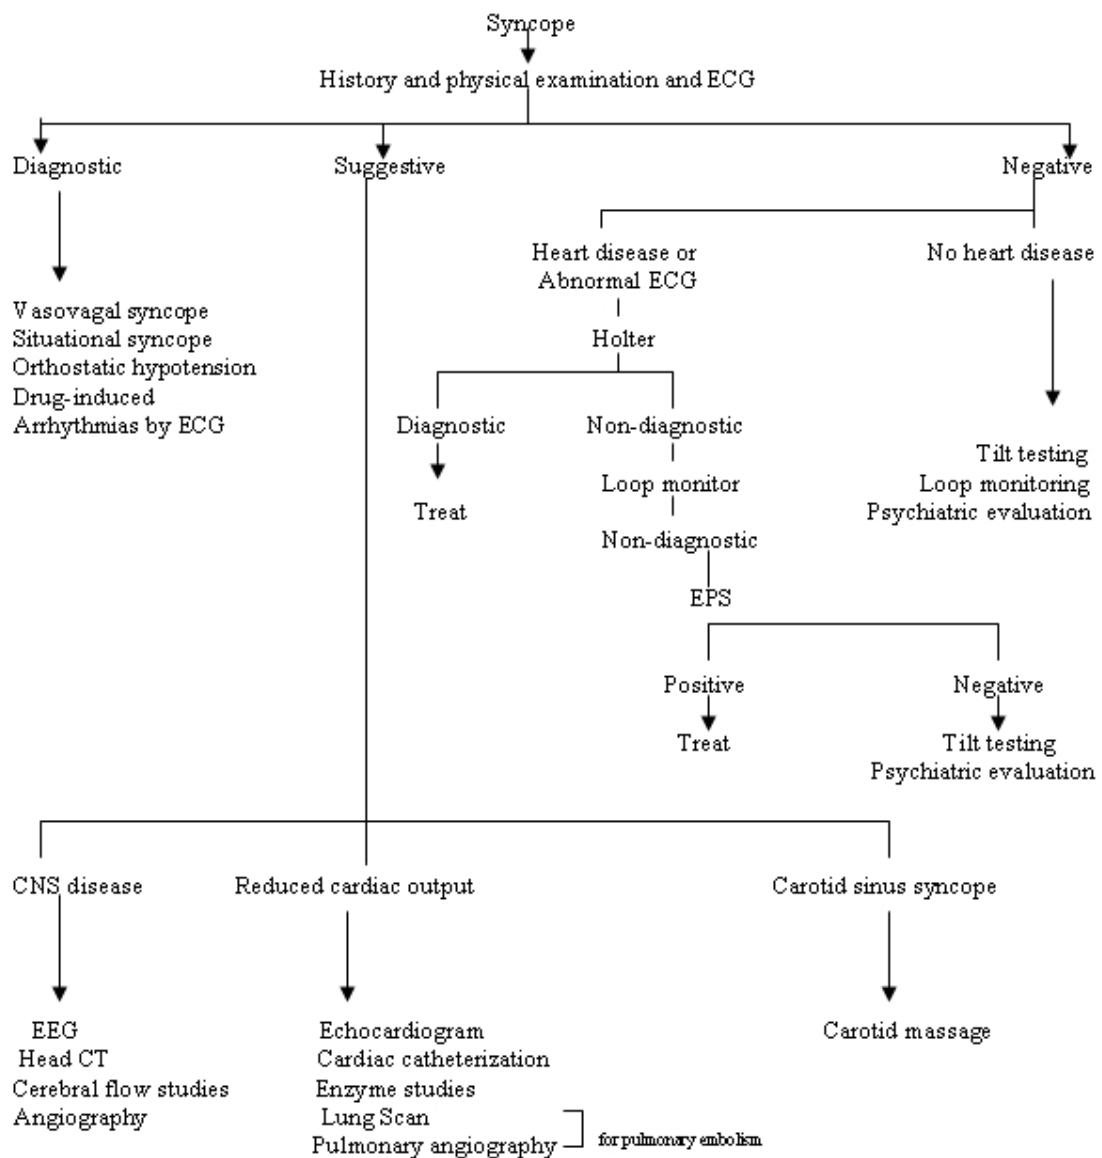 Syncope
History and physical examination and ECG
Diagnostic
Suggestive
Negative
Heart disease or
Abnormal ECG
No heart disease
Vasovagal syncope
Situational syncope
Orthostatic hypotension
Drug-induced
Arrhythmias by ECG
Holter
Diagnostic
Non-diagnostic
Treat
Loop monitor
Non-diagnostic
Tilt testing
Loop monitoring
Psychiatric evaluation
EPS
Positive
Negative
Treat
Tilt testing
Psychiatric evaluation
CNS disease
Reduced cardiac output
Carotid sinus syncope
EEG
Head CT
Cerebral flow studies
Angiography
Echocardiogram
Cardiac catheterization
Enzyme studies
Lung Scan
Pulmonary angiography
for pulmonary embolism
Carotid massage